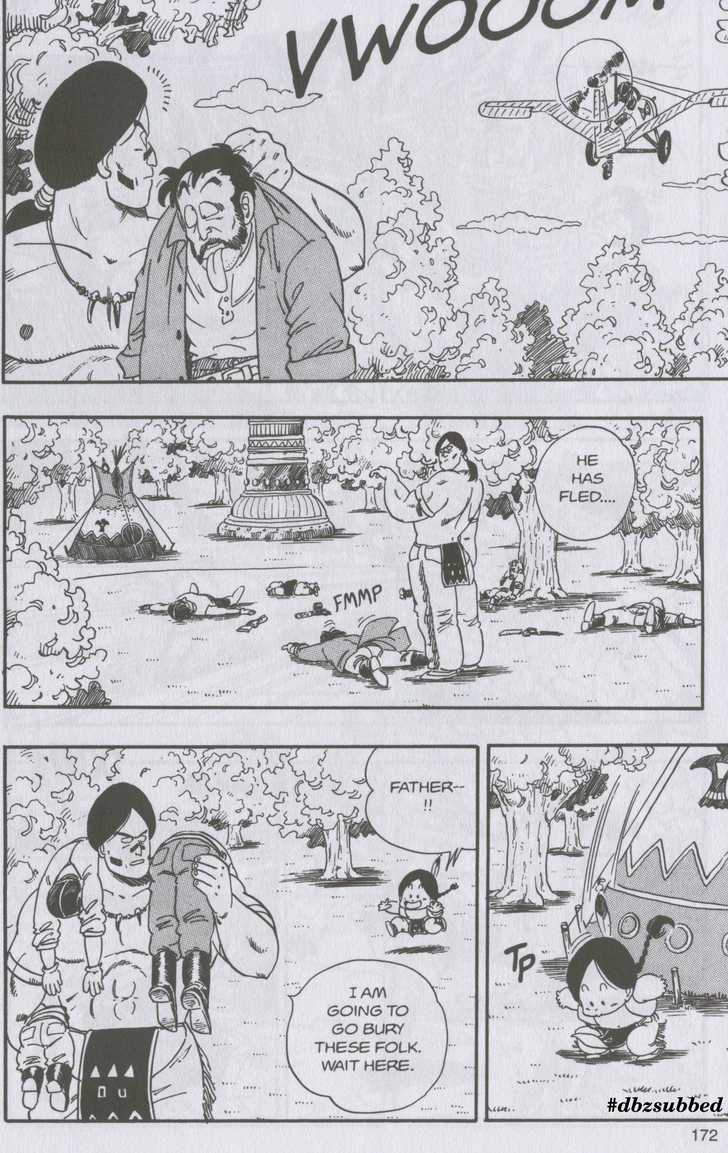 VWOOOM!
HE
HAS
FLED....
FMMP
FATHER--
!!
I AM
GOING TO
GO BURY
THESE FOLK.
WAIT HERE.
TP
#dbzsubbed
172